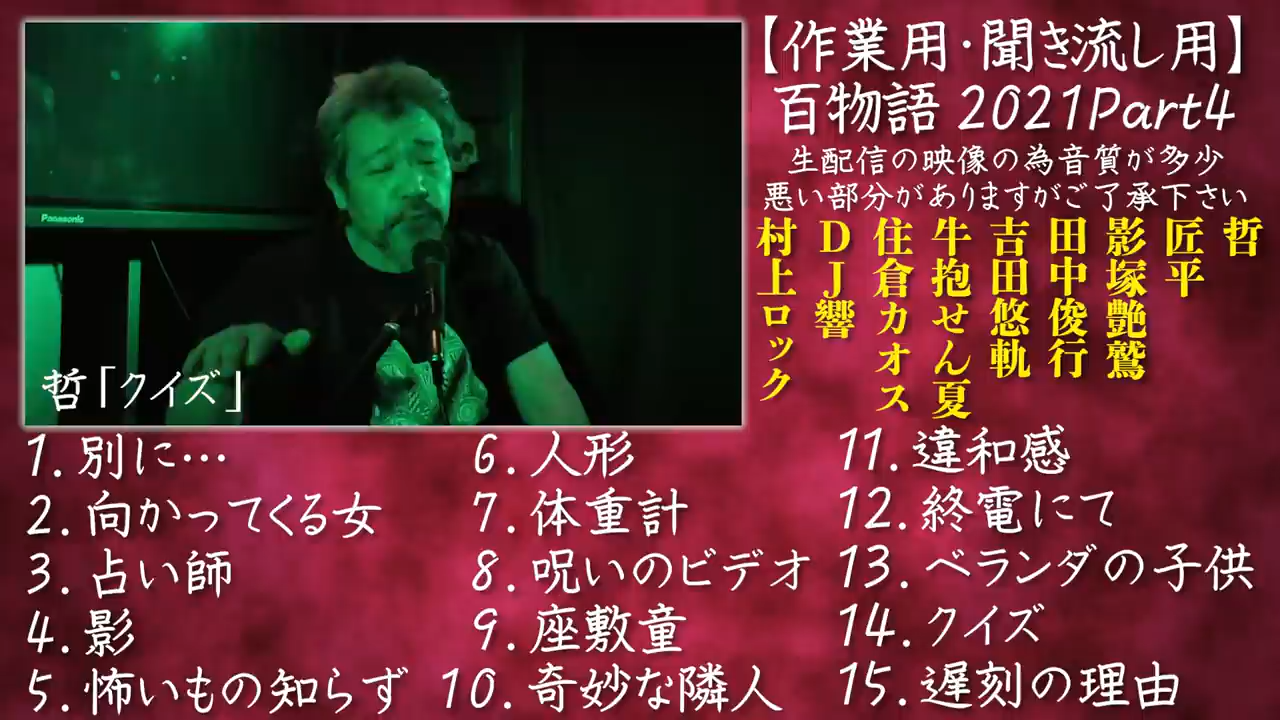 【作業用・聞き流し用】
百物語 2021Part4
生配信の映像の為音質が多少
悪い部分がありますがご了承下さい
哲
匠平
影塚艶鷲
田中俊行
吉田悠軌
牛抱せん夏
住倉カオス
DJ響
村上ロック
Panasonic
哲「クイズ」
1. 別に…
2. 向かってくる女
3. 占い師
4. 影
5. 怖いもの知らず
6. 人形
7. 体重計
8. 呪いのビデオ
9. 座敷童
10. 奇妙な隣人
11. 違和感
12. 終電にて
13. ベランダの子供
14. クイズ
15. 遅刻の理由